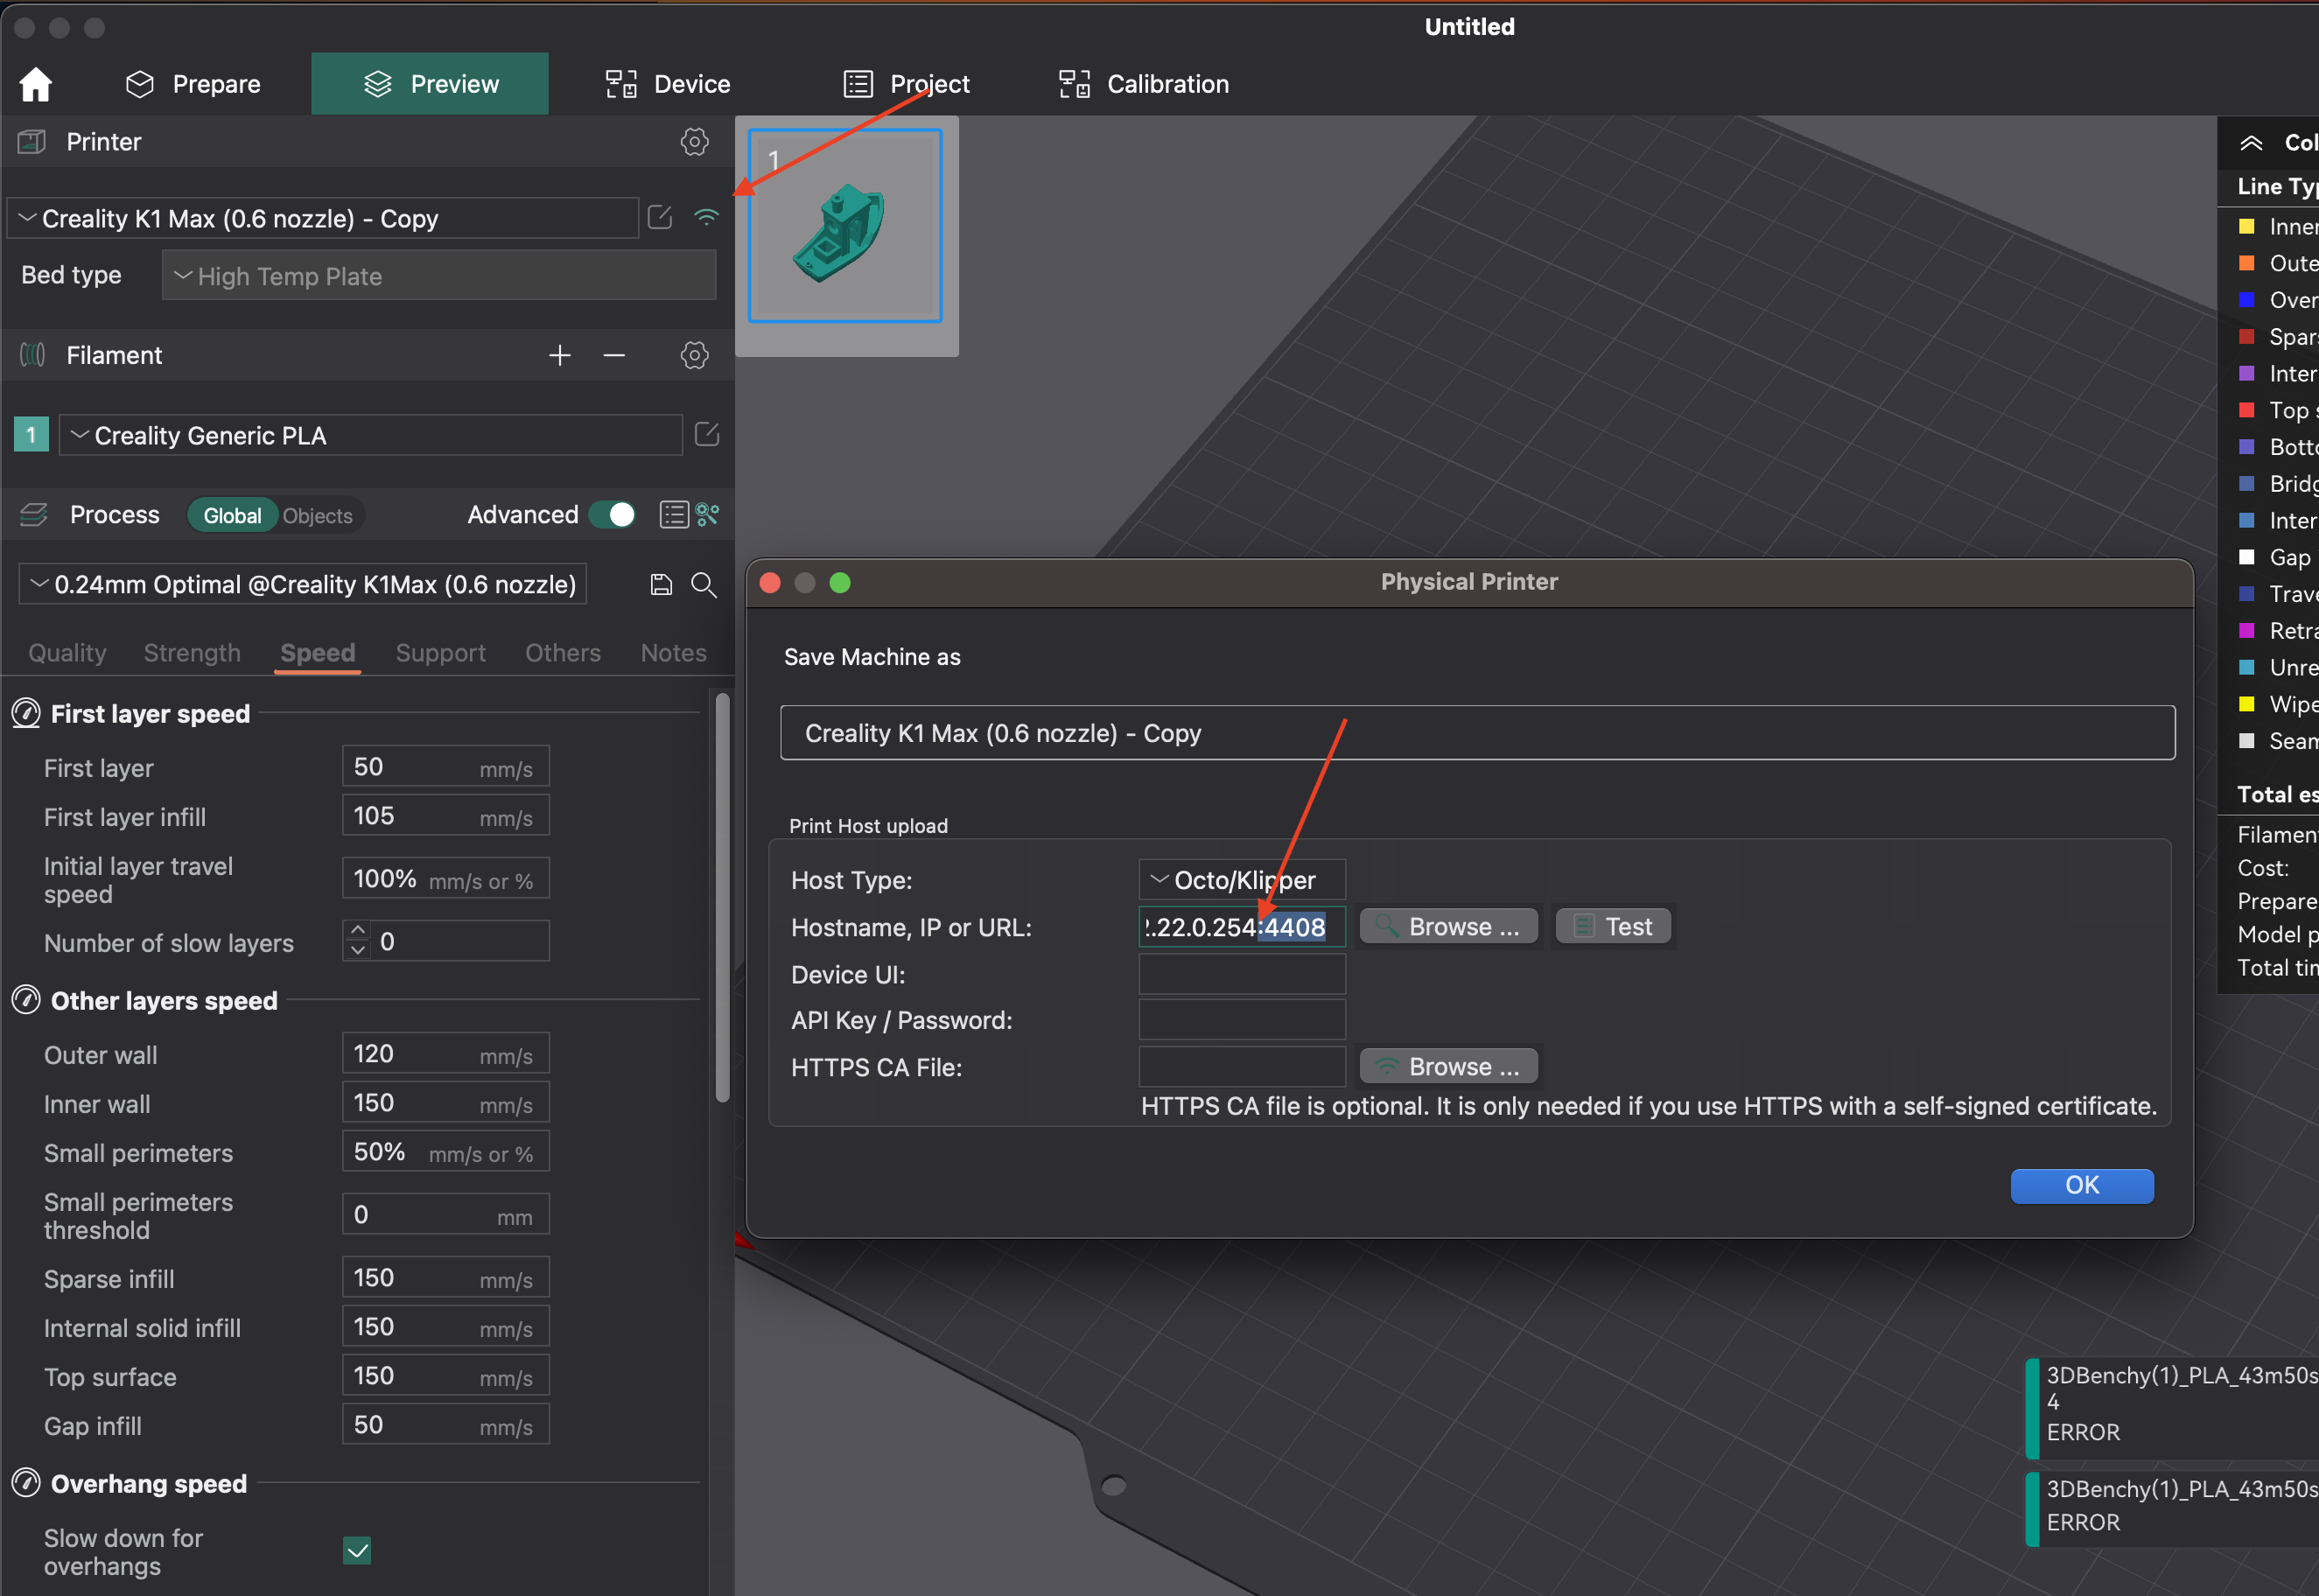 Untitled
Prepare
Preview
Device
Project
Calibration
Printer
Creality K1 Max (0.6 nozzle) - Copy
Bed type
High Temp Plate
Filament
1
Creality Generic PLA
Process
Global
Objects
Advanced
0.24mm Optimal @Creality K1Max (0.6 nozzle)
Quality
Strength
Speed
Support
Others
Notes
First layer speed
First layer
50 mm/s
First layer infill
105 mm/s
Initial layer travel
speed
100% mm/s or %
Number of slow layers
0
Other layers speed
Outer wall
120 mm/s
Inner wall
150 mm/s
Small perimeters
50% mm/s or %
Small perimeters
threshold
0 mm
Sparse infill
150 mm/s
Internal solid infill
150 mm/s
Top surface
150 mm/s
Gap infill
50 mm/s
Overhang speed
Slow down for
overhangs
1
Physical Printer
Save Machine as
Creality K1 Max (0.6 nozzle) - Copy
Print Host upload
Host Type:
Octo/Klipper
Hostname, IP or URL:
.22.0.254:4408
Browse ...
Test
Device UI:
API Key / Password:
HTTPS CA File:
Browse ...
HTTPS CA file is optional. It is only needed if you use HTTPS with a self-signed certificate.
OK
Col
Line Typ
Inner
Oute
Over
Spars
Inter
Top s
Botto
Bridg
Inter
Gap
Trave
Retra
Unre
Wipe
Seam
Total es
Filament
Cost:
Prepare
Model p
Total tim
3DBenchy(1)_PLA_43m50s
4
ERROR
3DBenchy(1)_PLA_43m50s
ERROR